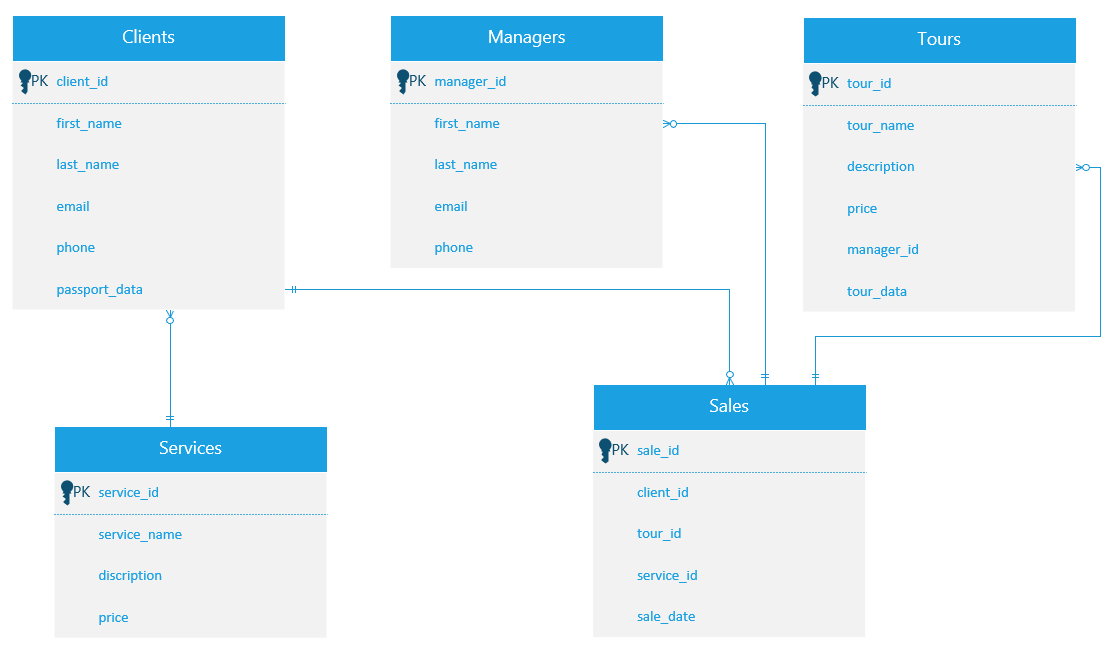 Clients
PK client_id
first_name
last_name
email
phone
passport_data
Managers
PK manager_id
first_name
last_name
email
phone
Tours
PK tour_id
tour_name
description
price
manager_id
tour_data
Services
PK service_id
service_name
discription
price
Sales
PK sale_id
client_id
tour_id
service_id
sale_date